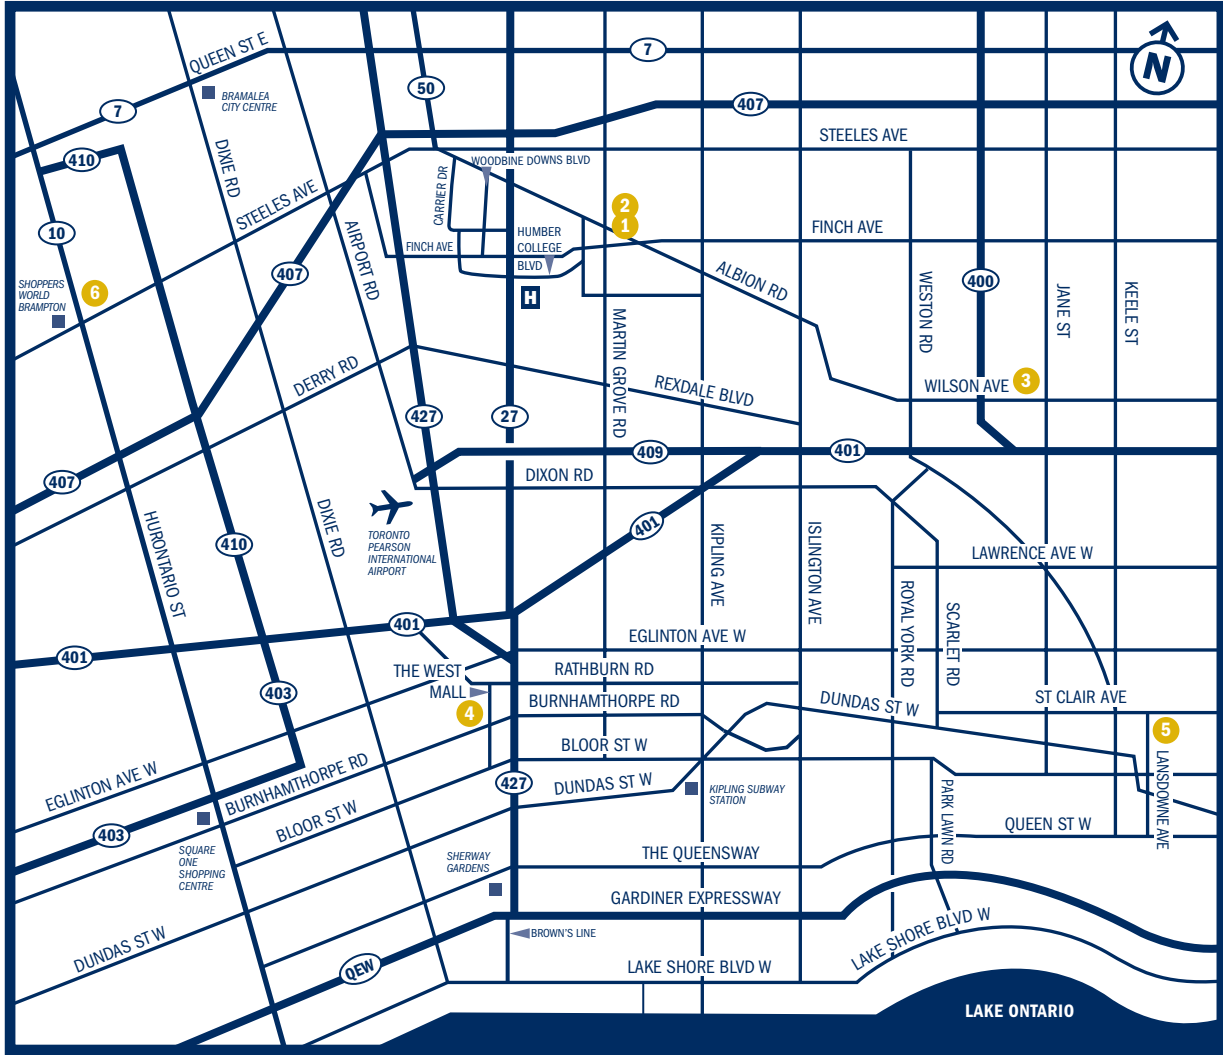 QUEEN ST E
7
N
50
BRAMALEA
CITY CENTRE
407
7
STEELES AVE
410
WOODBINE DOWNS BLVD
DIXIE RD
CARRIER DR
STEELES AVE
2
1
10
AIRPORT RD
HUMBER
COLLEGE
BLVD
FINCH AVE
FINCH AVE
407
ALBION RD
400
WESTON RD
JANE ST
KEELE ST
SHOPPERS
WORLD
BRAMPTON
6
H
MARTIN GROVE RD
DERRY RD
REXDALE BLVD
WILSON AVE
3
427
27
409
401
407
DIXON RD
HURONTARIO ST
DIXIE RD
TORONTO
PEARSON
INTERNATIONAL
AIRPORT
401
KIPLING AVE
ISLINGTON AVE
410
LAWRENCE AVE W
ROYAL YORK RD
SCARLET RD
401
EGLINTON AVE W
401
THE WEST
MALL
RATHBURN RD
403
BURNHAMTHORPE RD
DUNDAS ST W
ST CLAIR AVE
4
5
BLOOR ST W
EGLINTON AVE W
BURNHAMTHORPE RD
427
DUNDAS ST W
KIPLING SUBWAY
STATION
LANSDOWNE AVE
PARK LAWN RD
BLOOR ST W
QUEEN ST W
403
SQUARE
ONE
SHOPPING
CENTRE
SHERWAY
GARDENS
THE QUEENSWAY
GARDINER EXPRESSWAY
DUNDAS ST W
BROWN'S LINE
LAKE SHORE BLVD W
QEW
LAKE SHORE BLVD W
LAKE ONTARIO